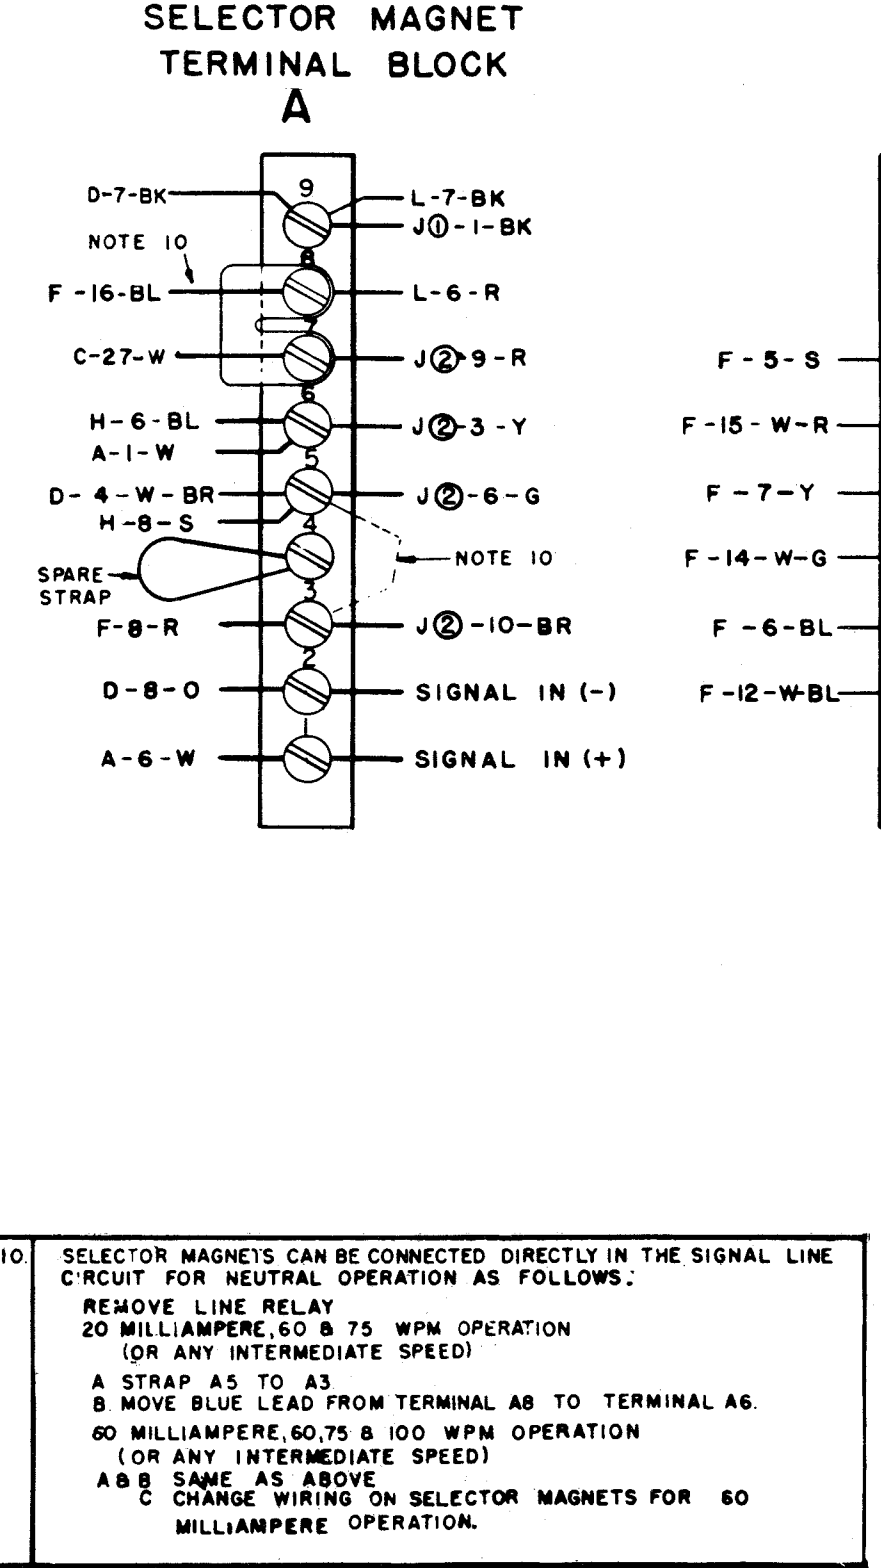 SELECTOR MAGNET
TERMINAL BLOCK
A
9
D-7-BK
L-7-BK
J①-1-BK
NOTE 10
8
F-16-BL
L-6-R
7
C-27-W
J②-9-R
F-5-S
6
H-6-BL
J②-3-Y
F-15-W-R
A-1-W
5
D-4-W-BR
J②-6-G
F-7-Y
H-8-S
4
NOTE 10
F-14-W-G
SPARE
STRAP
3
F-8-R
J②-10-BR
F-6-BL
2
D-8-O
SIGNAL IN (-)
F-12-W-BL
1
A-6-W
SIGNAL IN (+)
10. SELECTOR MAGNETS CAN BE CONNECTED DIRECTLY IN THE SIGNAL LINE
CIRCUIT FOR NEUTRAL OPERATION AS FOLLOWS:
REMOVE LINE RELAY
20 MILLIAMPERE, 60 & 75 WPM OPERATION
(OR ANY INTERMEDIATE SPEED)
A STRAP A5 TO A3
B. MOVE BLUE LEAD FROM TERMINAL A8 TO TERMINAL A6.
60 MILLIAMPERE, 60, 75 & 100 WPM OPERATION
(OR ANY INTERMEDIATE SPEED)
A & B SAME AS ABOVE
C CHANGE WIRING ON SELECTOR MAGNETS FOR 60
MILLIAMPERE OPERATION.